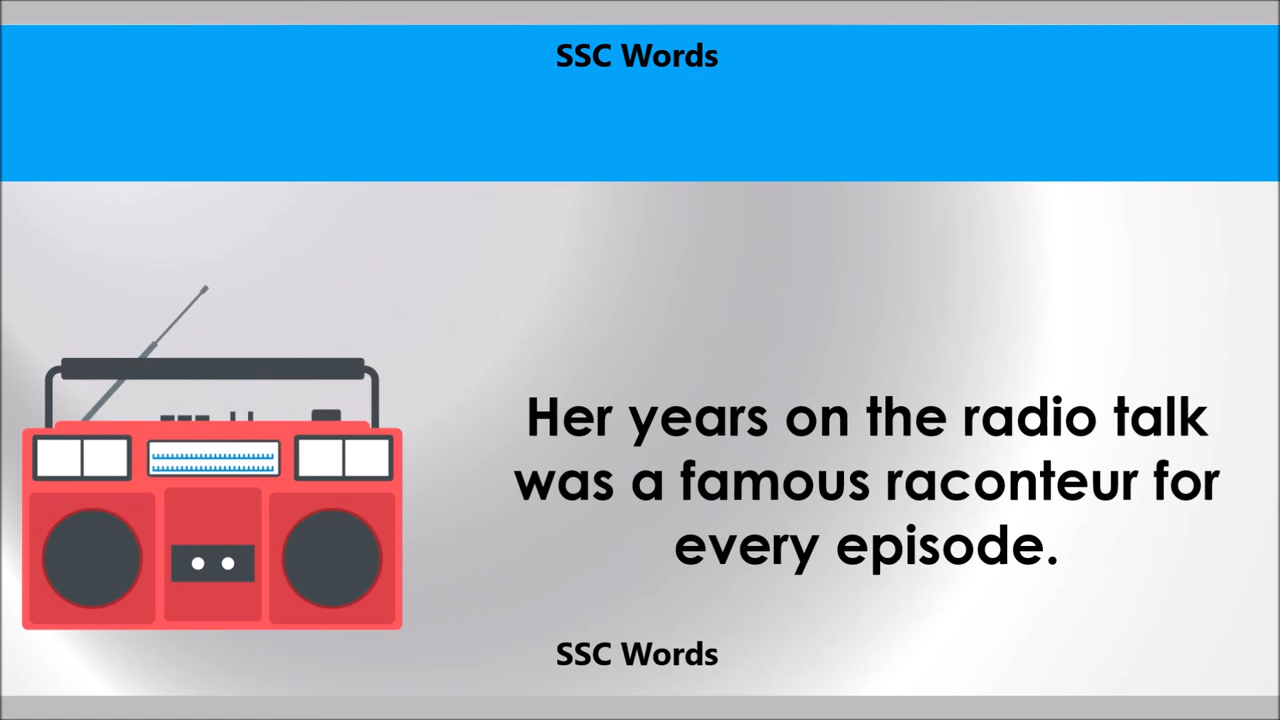 SSC Words
Her years on the radio talk
was a famous raconteur for
every episode.
SSC Words